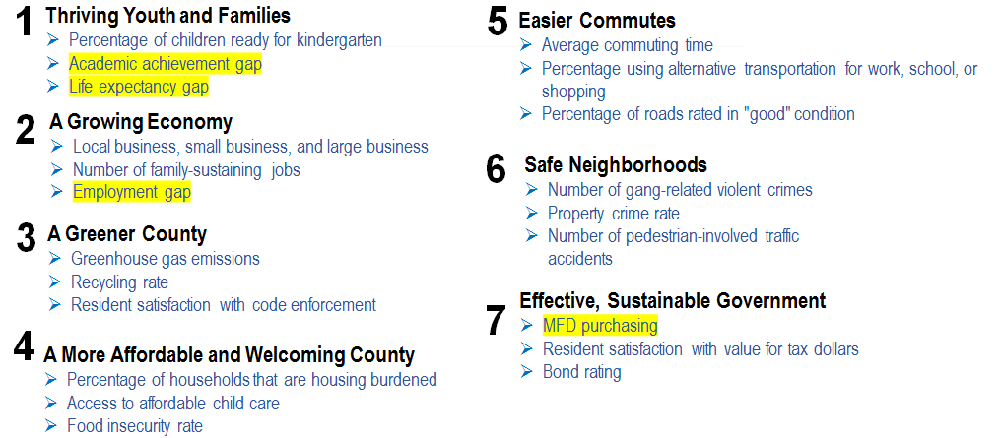 1 Thriving Youth and Families
➢ Percentage of children ready for kindergarten
➢ Academic achievement gap
➢ Life expectancy gap
2 A Growing Economy
➢ Local business, small business, and large business
➢ Number of family-sustaining jobs
➢ Employment gap
3 A Greener County
➢ Greenhouse gas emissions
➢ Recycling rate
➢ Resident satisfaction with code enforcement
4 A More Affordable and Welcoming County
➢ Percentage of households that are housing burdened
➢ Access to affordable child care
➢ Food insecurity rate
5 Easier Commutes
➢ Average commuting time
➢ Percentage using alternative transportation for work, school, or
shopping
➢ Percentage of roads rated in "good" condition
6 Safe Neighborhoods
➢ Number of gang-related violent crimes
➢ Property crime rate
➢ Number of pedestrian-involved traffic
accidents
7 Effective, Sustainable Government
➢ MFD purchasing
➢ Resident satisfaction with value for tax dollars
➢ Bond rating